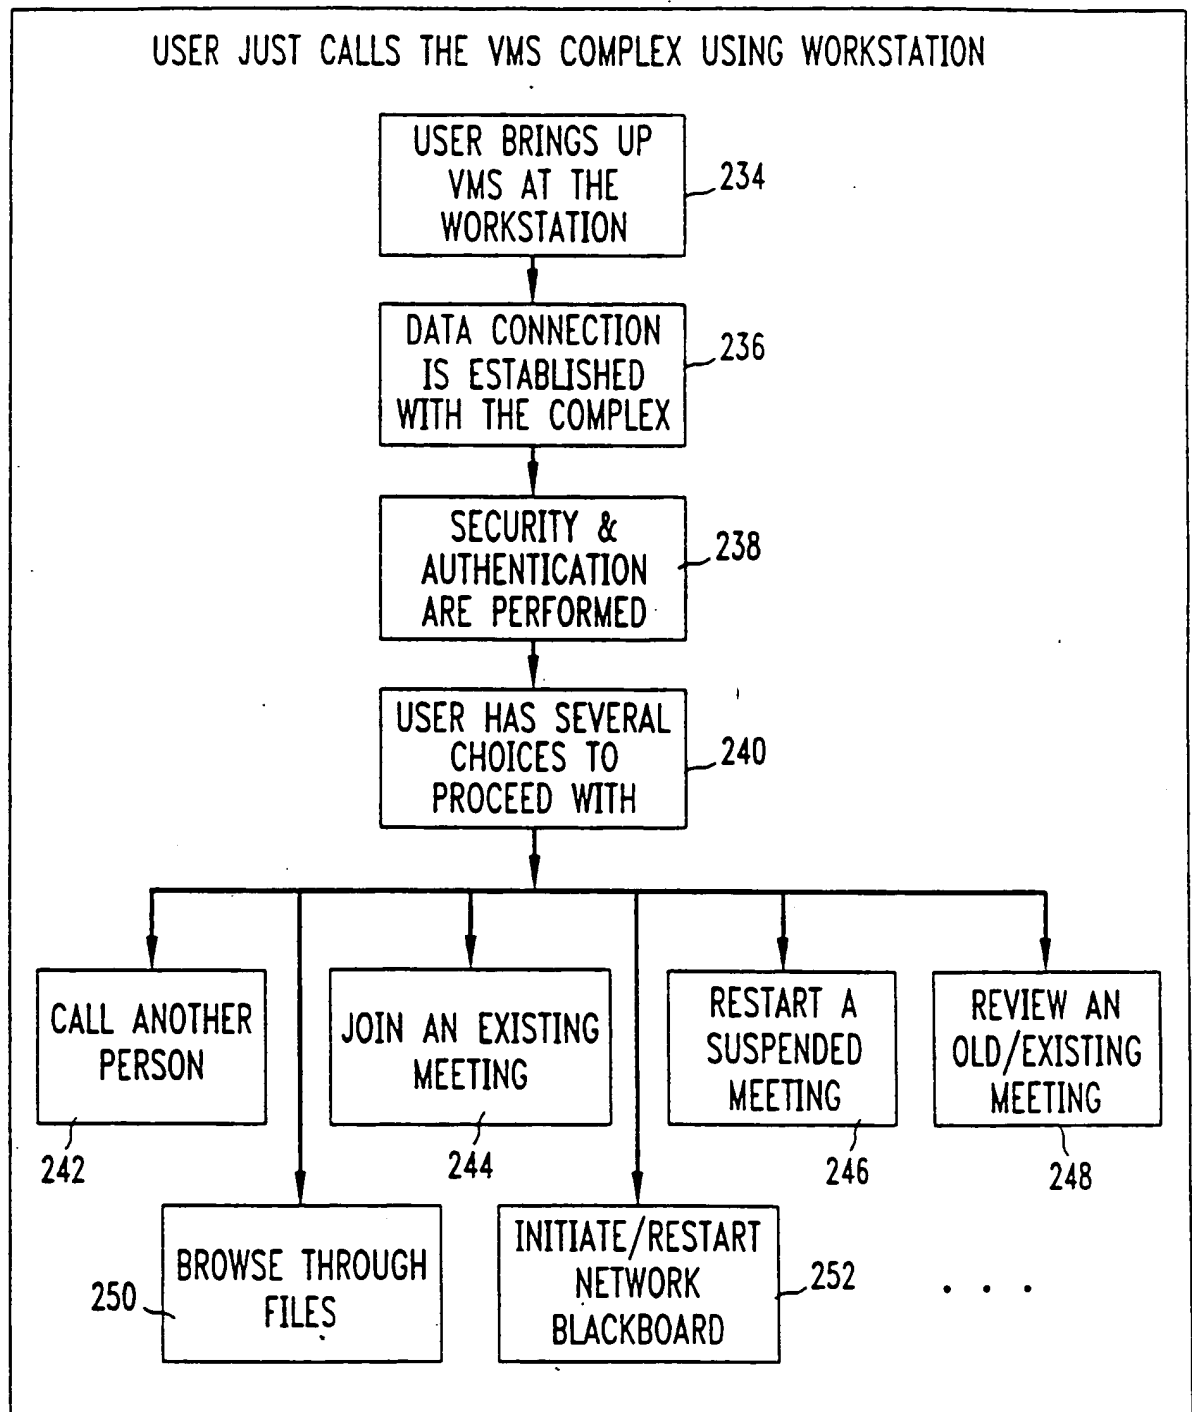 USER JUST CALLS THE VMS COMPLEX USING WORKSTATION
USER BRINGS UP
VMS AT THE
WORKSTATION
234
DATA CONNECTION
IS ESTABLISHED
WITH THE COMPLEX
236
SECURITY &
AUTHENTICATION
ARE PERFORMED
238
USER HAS SEVERAL
CHOICES TO
PROCEED WITH
240
CALL ANOTHER
PERSON
242
JOIN AN EXISTING
MEETING
244
RESTART A
SUSPENDED
MEETING
246
REVIEW AN
OLD/EXISTING
MEETING
248
BROWSE THROUGH
FILES
250
INITIATE/RESTART
NETWORK
BLACKBOARD
252
. . .